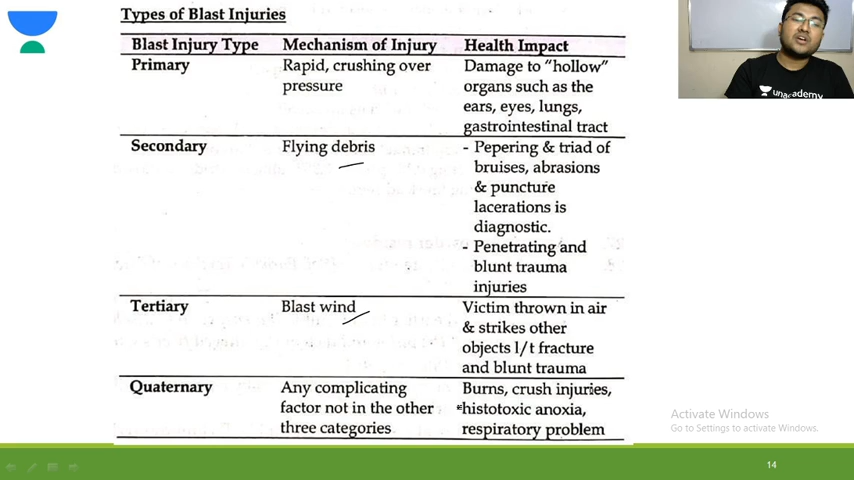 Types of Blast Injuries
Blast Injury Type Mechanism of Injury Health Impact
Primary Rapid, crushing over pressure Damage to "hollow" organs such as the ears, eyes, lungs, gastrointestinal tract
Secondary Flying debris - Pepering & triad of bruises, abrasions & puncture lacerations is diagnostic.
- Penetrating and blunt trauma injuries
Tertiary Blast wind Victim thrown in air & strikes other objects l/t fracture and blunt trauma
Quaternary Any complicating factor not in the other three categories Burns, crush injuries, histotoxic anoxia, respiratory problem
unacademy
Activate Windows
Go to Settings to activate Windows.
14